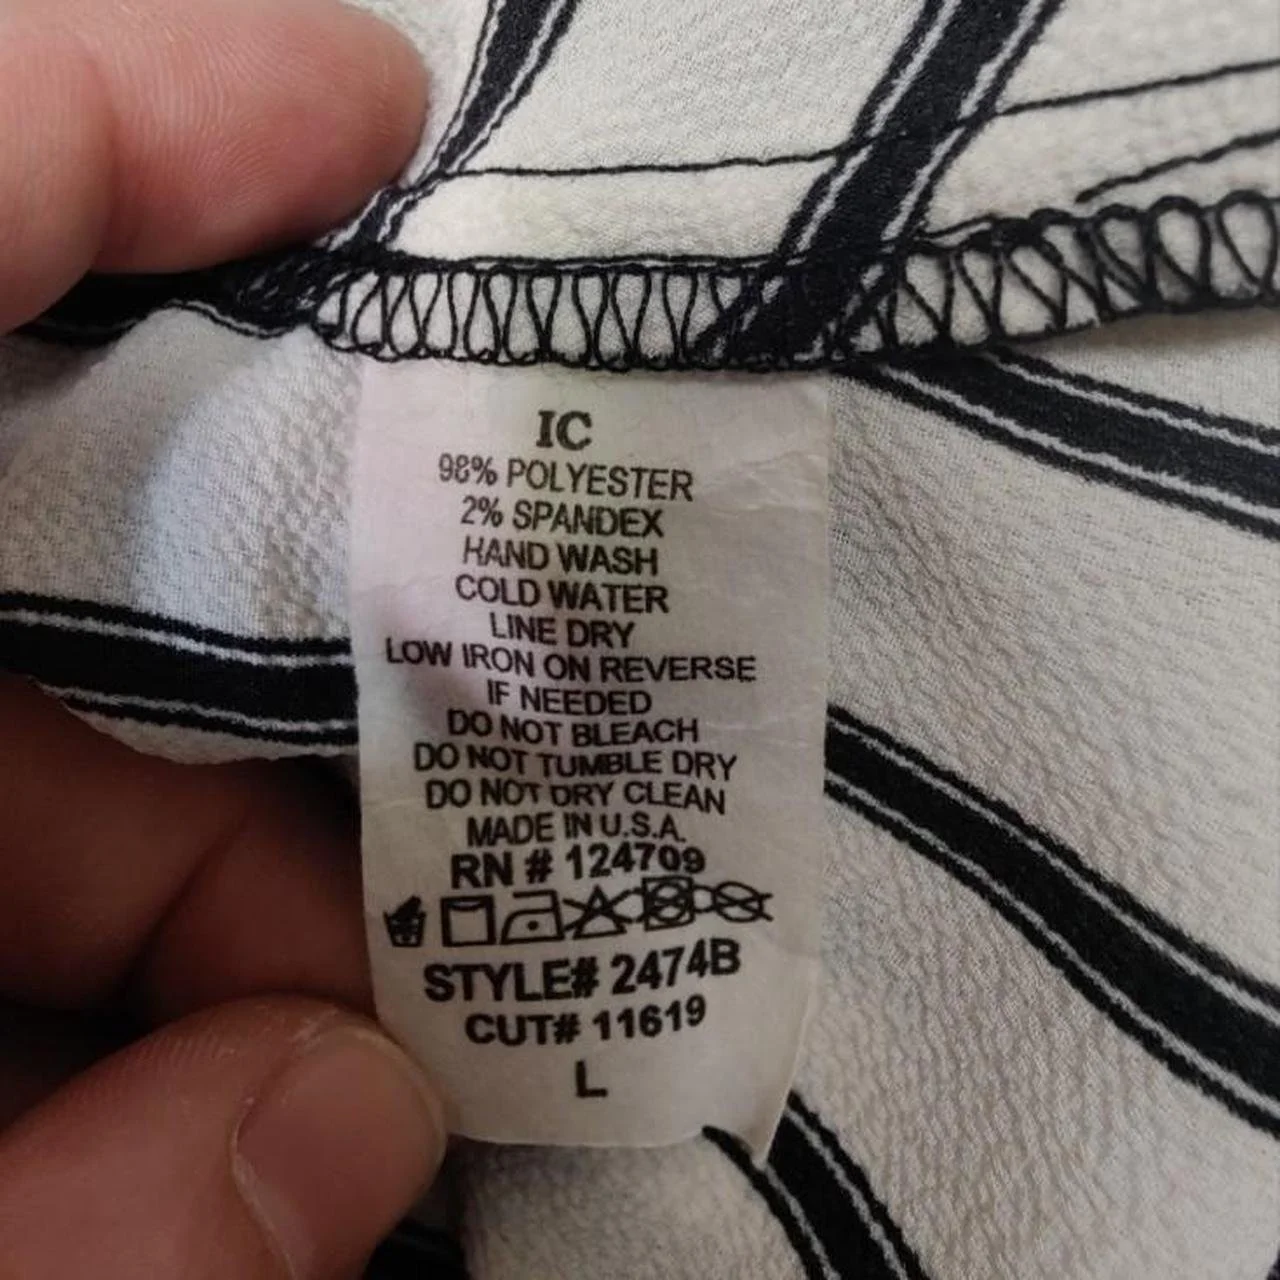 IC
98% POLYESTER
2% SPANDEX
HAND WASH
COLD WATER
LINE DRY
LOW IRON ON REVERSE
IF NEEDED
DO NOT BLEACH
DO NOT TUMBLE DRY
DO NOT DRY CLEAN
MADE IN U.S.A.
RN # 124709
STYLE# 2474B
CUT# 11619
L